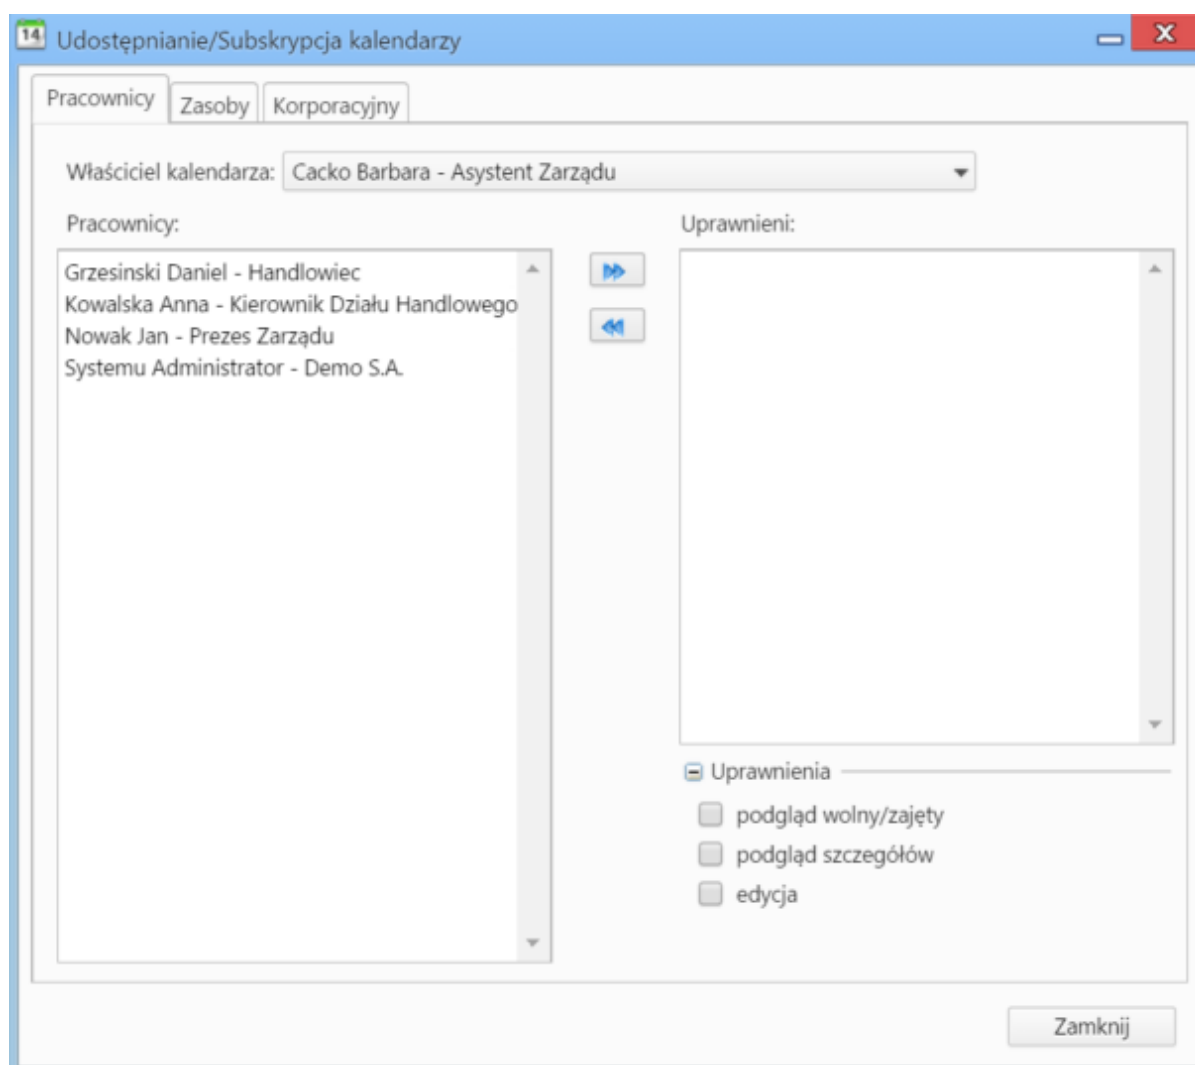 14 Udostępnianie/Subskrypcja kalendarzy
Pracownicy Zasoby Korporacyjny
Właściciel kalendarza: Cacko Barbara - Asystent Zarządu
Pracownicy:
Grzesinski Daniel - Handlowiec
Kowalska Anna - Kierownik Działu Handlowego
Nowak Jan - Prezes Zarządu
Systemu Administrator - Demo S.A.
Uprawnieni:
Uprawnienia
podgląd wolny/zajęty
podgląd szczegółów
edycja
Zamknij